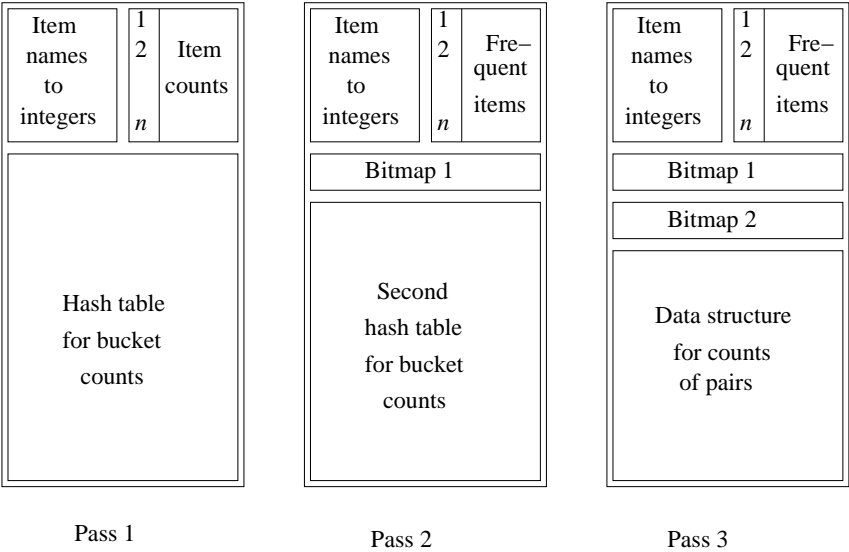 Item
names
to
integers
1
2
n
Item
counts
Hash table
for bucket
counts
Pass 1
Item
names
to
integers
1
2
n
Fre–
quent
items
Bitmap 1
Second
hash table
for bucket
counts
Pass 2
Item
names
to
integers
1
2
n
Fre–
quent
items
Bitmap 1
Bitmap 2
Data structure
for counts
of pairs
Pass 3